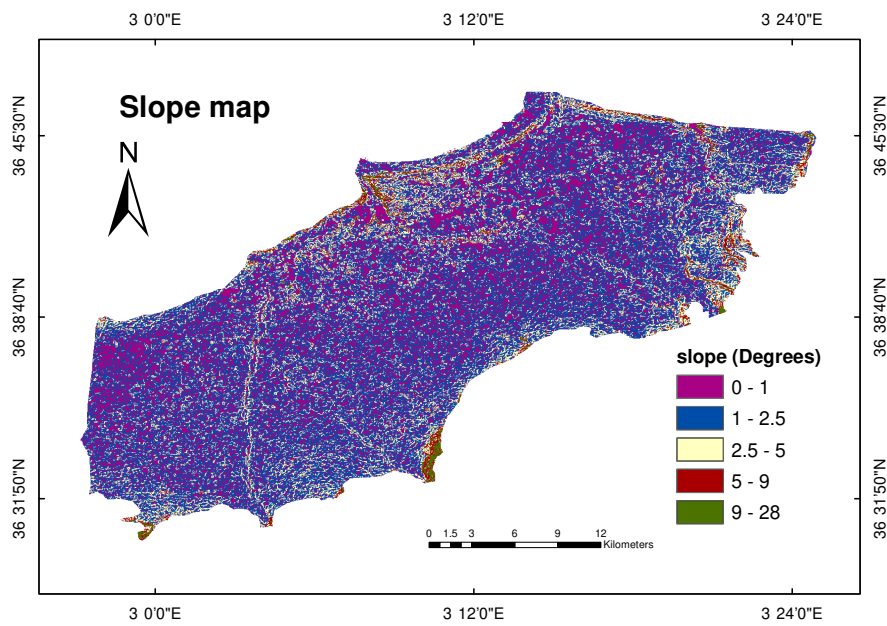 3 0'0"E 3 12'0"E 3 24'0"E
Slope map
N
36 45'30"N 36 45'30"N
36 38'40"N 36 38'40"N
36 31'50"N 36 31'50"N
slope (Degrees)
0 - 1
1 - 2.5
2.5 - 5
5 - 9
9 - 28
0 1.5 3 6 9 12
Kilometers
3 0'0"E 3 12'0"E 3 24'0"E